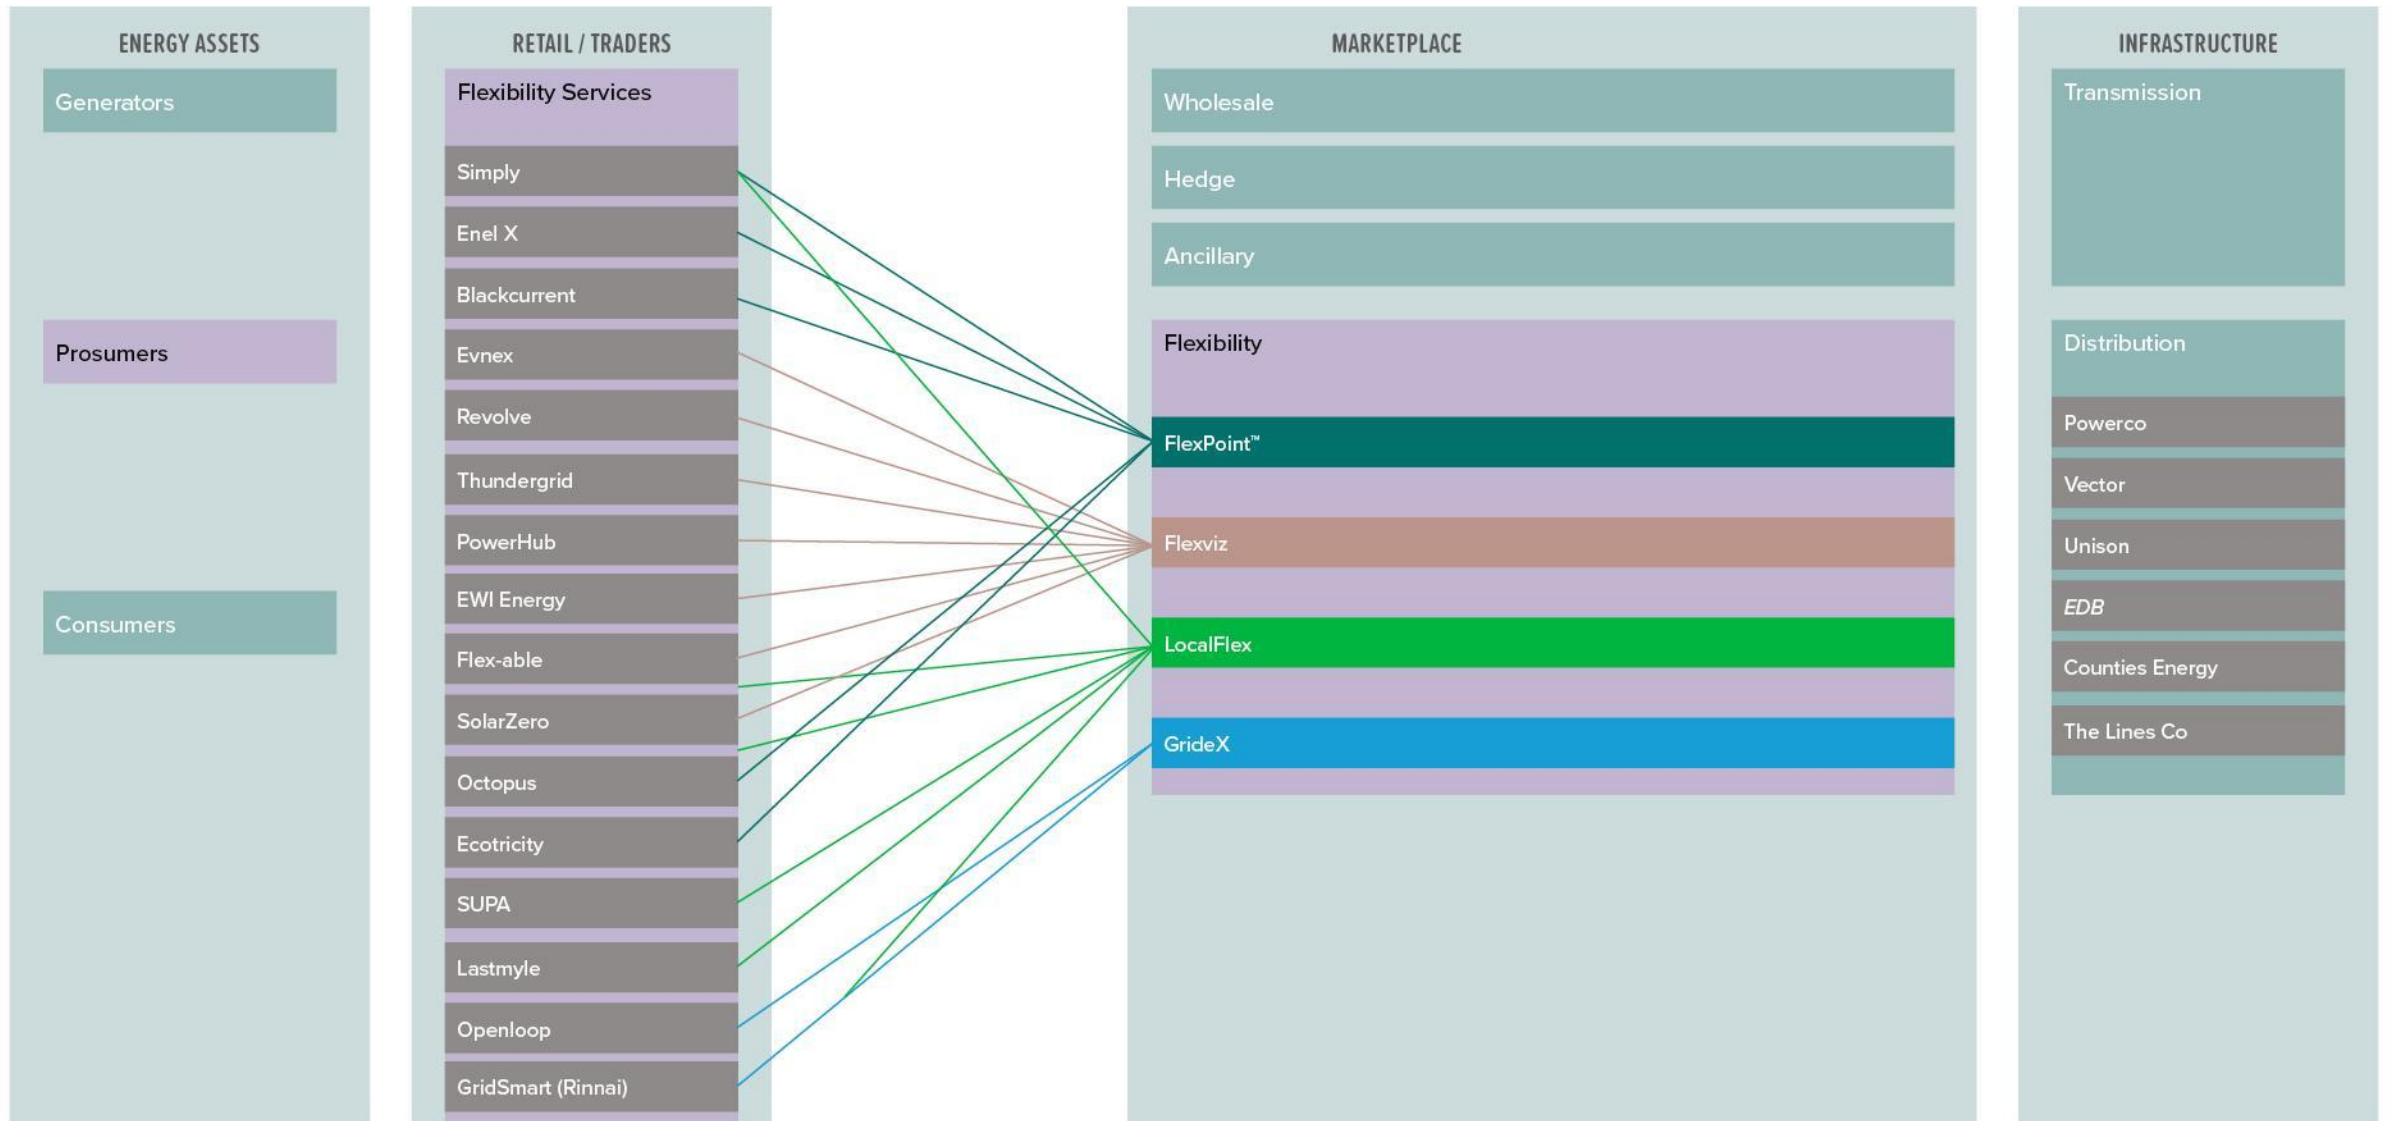 ENERGY ASSETS
Generators
Prosumers
Consumers
RETAIL / TRADERS
Flexibility Services
Simply
Enel X
Blackcurrent
Evnex
Revolve
Thundergrid
PowerHub
EWI Energy
Flex-able
SolarZero
Octopus
Ecotricity
SUPA
Lastmyle
Openloop
GridSmart (Rinnai)
MARKETPLACE
Wholesale
Hedge
Ancillary
Flexibility
FlexPoint™
Flexviz
LocalFlex
GrideX
INFRASTRUCTURE
Transmission
Distribution
Powerco
Vector
Unison
EDB
Counties Energy
The Lines Co